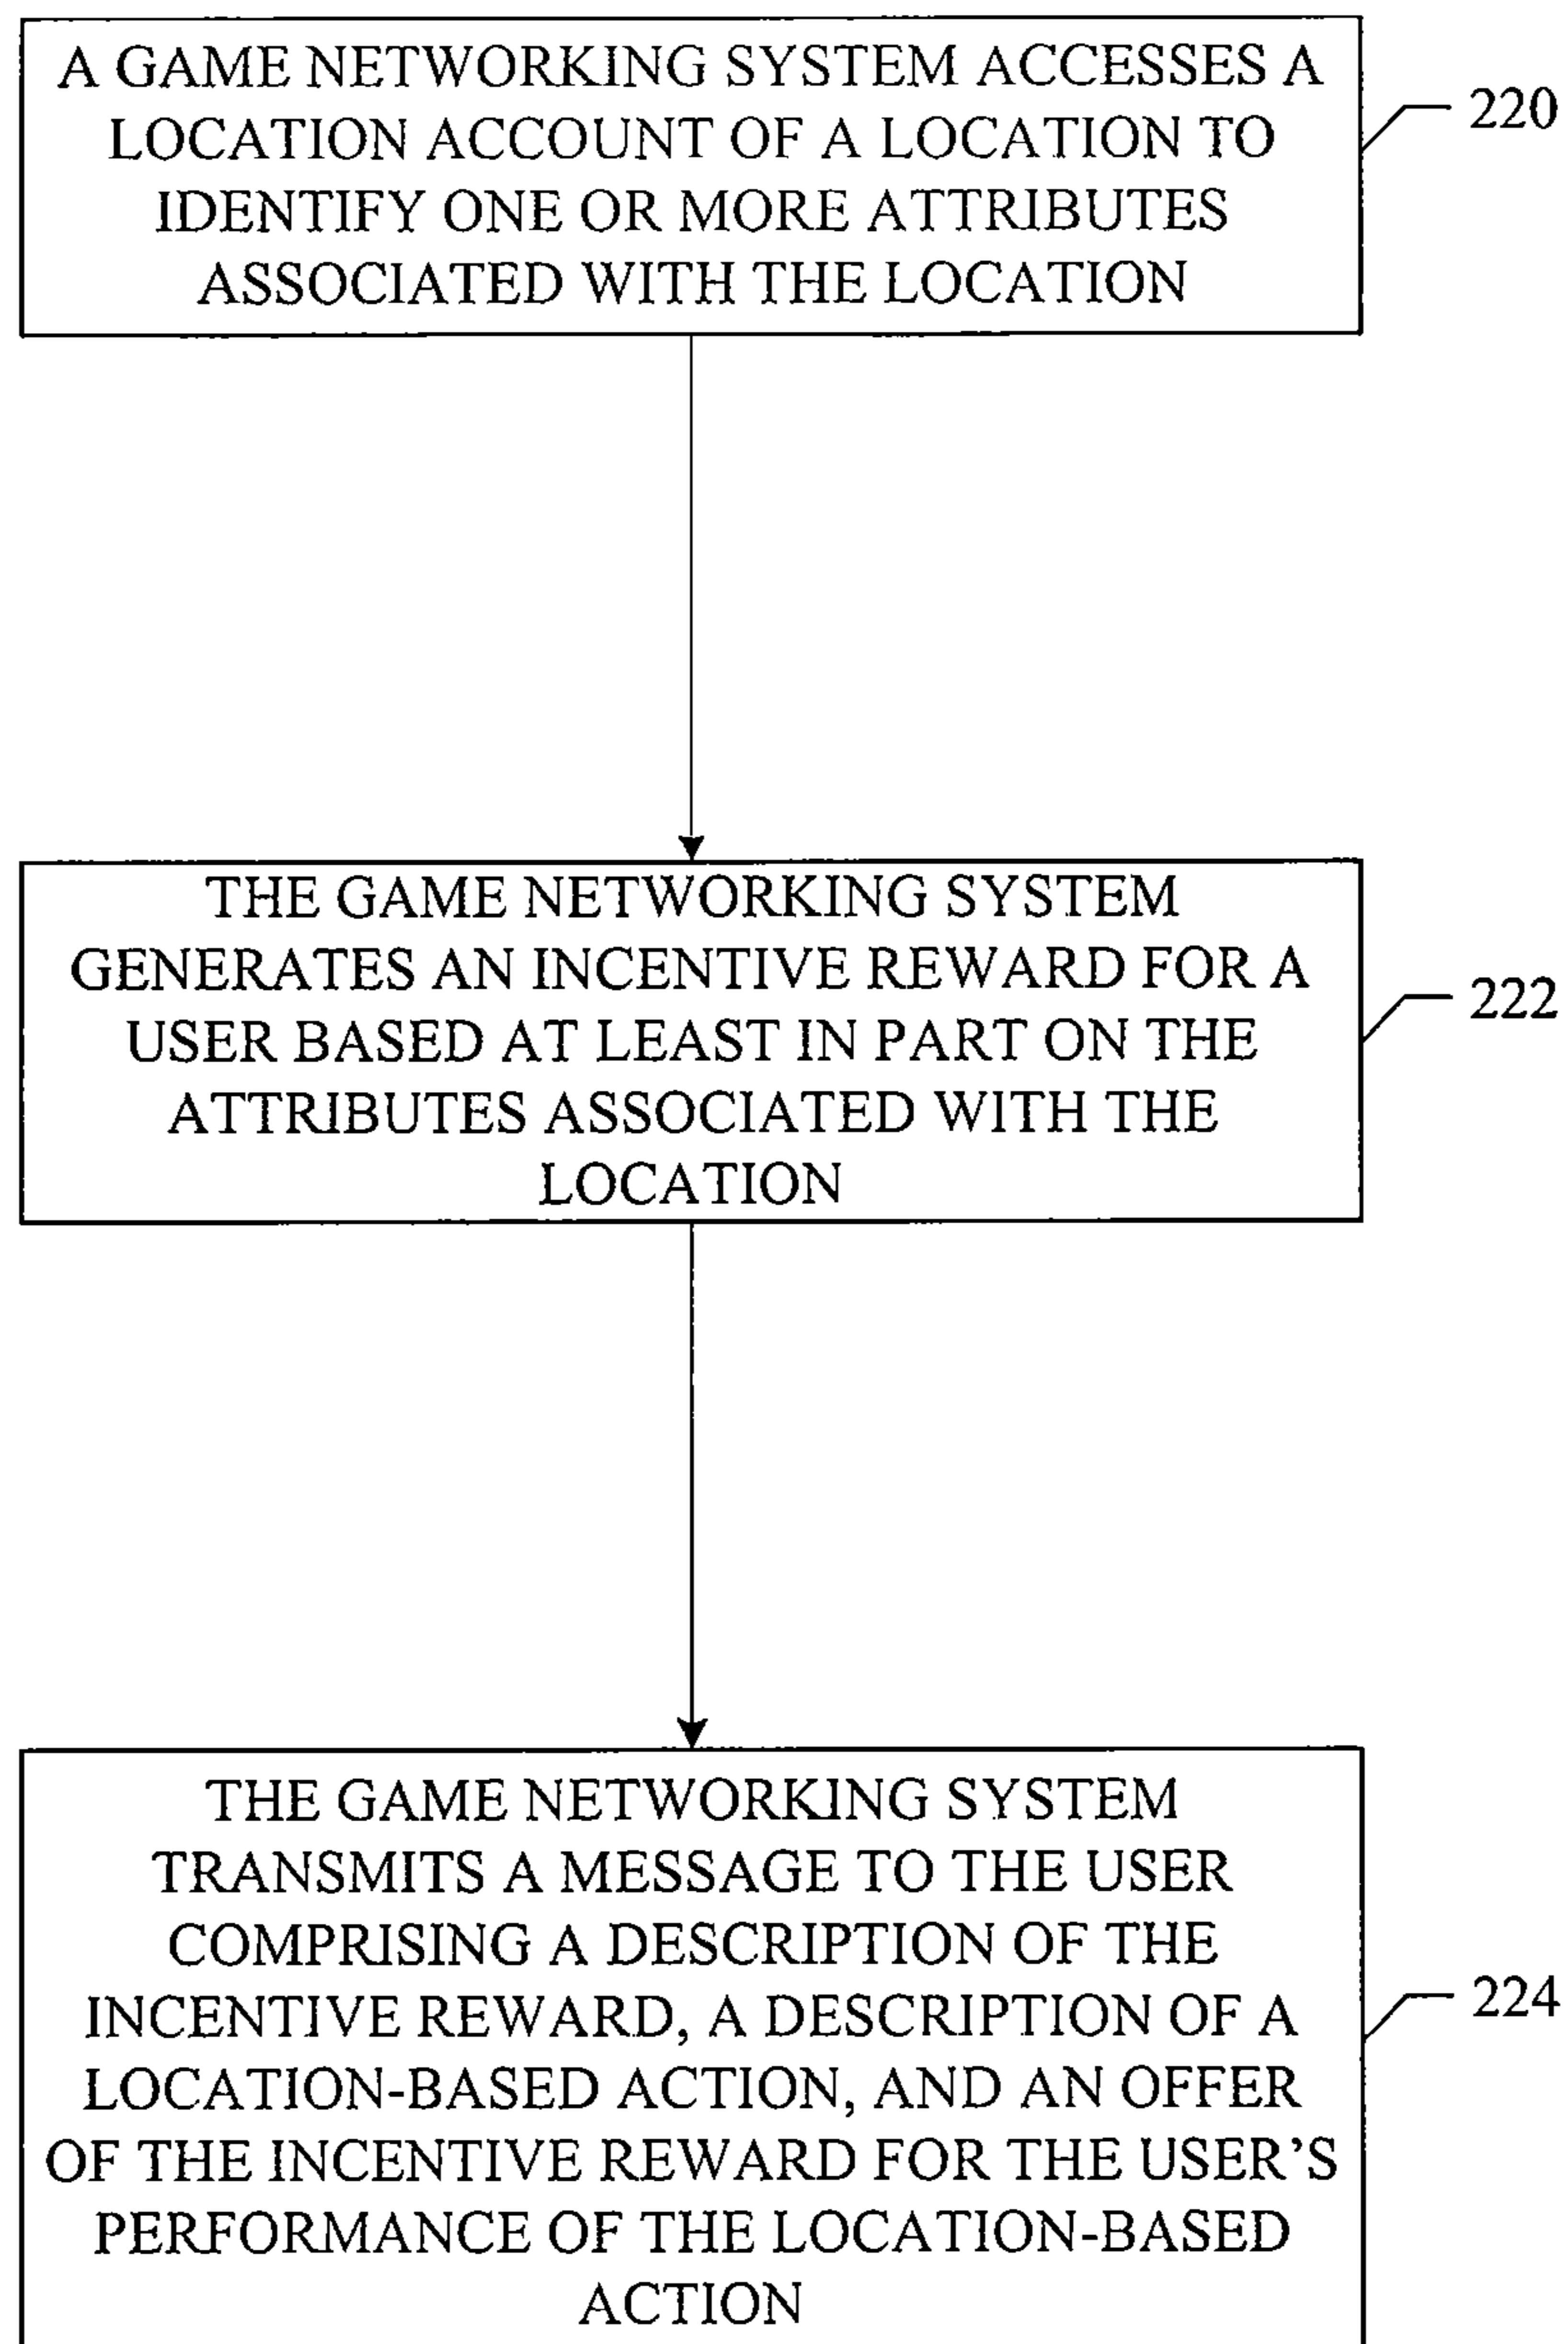 A GAME NETWORKING SYSTEM ACCESSES A
LOCATION ACCOUNT OF A LOCATION TO
IDENTIFY ONE OR MORE ATTRIBUTES
ASSOCIATED WITH THE LOCATION
220
THE GAME NETWORKING SYSTEM
GENERATES AN INCENTIVE REWARD FOR A
USER BASED AT LEAST IN PART ON THE
ATTRIBUTES ASSOCIATED WITH THE
LOCATION
222
THE GAME NETWORKING SYSTEM
TRANSMITS A MESSAGE TO THE USER
COMPRISING A DESCRIPTION OF THE
INCENTIVE REWARD, A DESCRIPTION OF A
LOCATION-BASED ACTION, AND AN OFFER
OF THE INCENTIVE REWARD FOR THE USER'S
PERFORMANCE OF THE LOCATION-BASED
ACTION
224